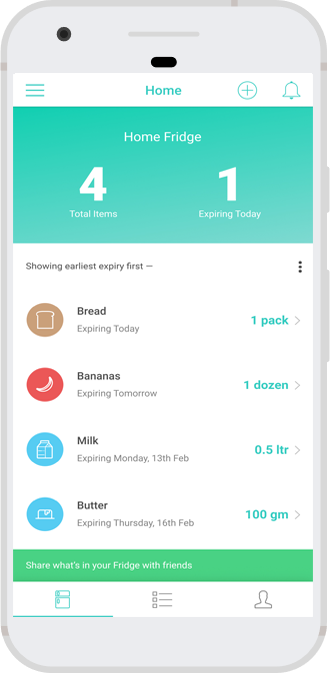 Home
Home Fridge
4 1
Total Items Expiring Today
Showing earliest expiry first —
Bread
Expiring Today
1 pack
Bananas
Expiring Tomorrow
1 dozen
Milk
Expiring Monday, 13th Feb
0.5 ltr
Butter
Expiring Thursday, 16th Feb
100 gm
Share what's in your Fridge with friends